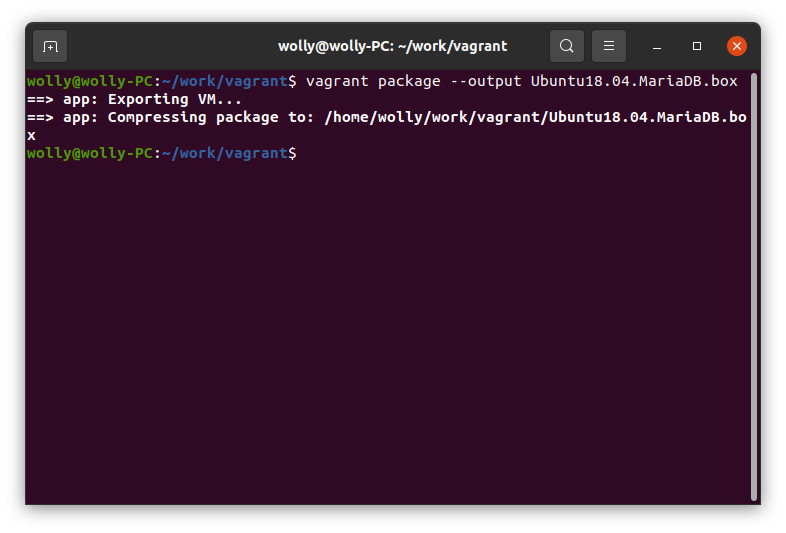 wolly@wolly-PC: ~/work/vagrant
wolly@wolly-PC:~/work/vagrant$ vagrant package --output Ubuntu18.04.MariaDB.box
==> app: Exporting VM...
==> app: Compressing package to: /home/wolly/work/vagrant/Ubuntu18.04.MariaDB.bo
x
wolly@wolly-PC:~/work/vagrant$